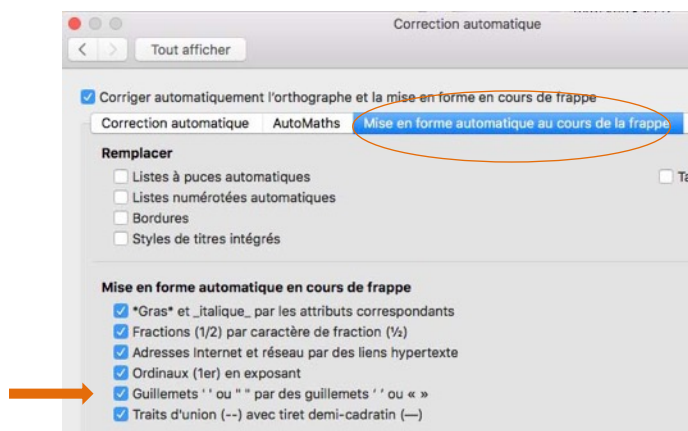 Correction automatique
Tout afficher
Corriger automatiquement l'orthographe et la mise en forme en cours de frappe
Correction automatique AutoMaths Mise en forme automatique au cours de la frappe
Remplacer
Listes à puces automatiques
Listes numérotées automatiques
Bordures
Styles de titres intégrés
Mise en forme automatique en cours de frappe
*Gras* et _italique_ par les attributs correspondants
Fractions (1/2) par caractère de fraction (½)
Adresses Internet et réseau par des liens hypertexte
Ordinaux (1er) en exposant
Guillemets ' ' ou " " par des guillemets ‘ ’ ou « »
Traits d'union (--) avec tiret demi-cadratin (—)